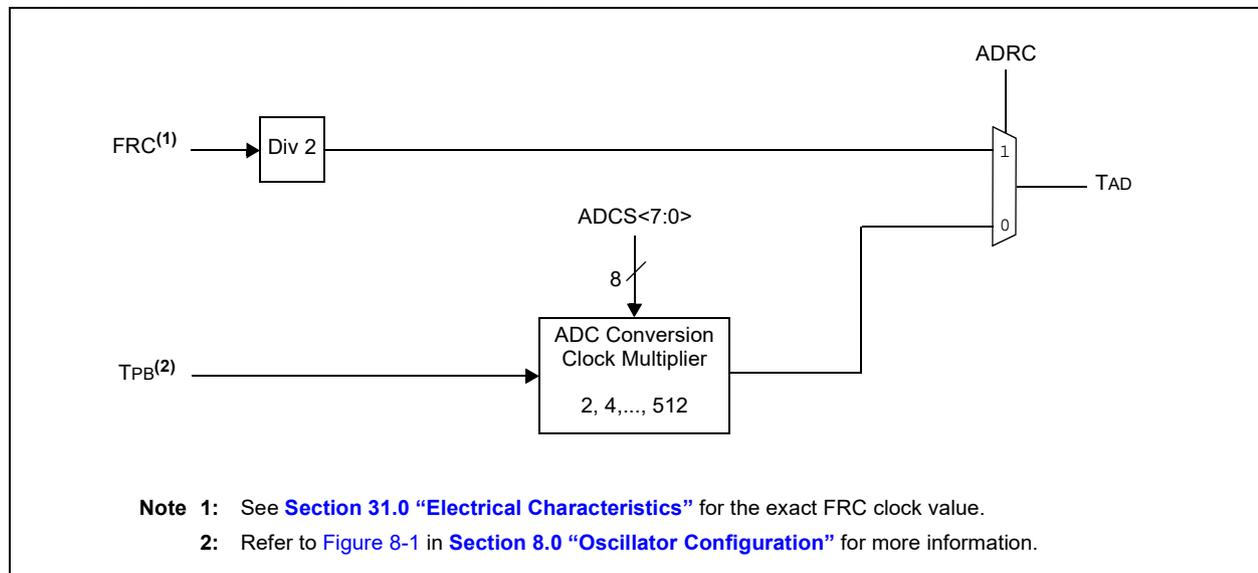 ADRC
FRC(1)
Div 2
1
TAD
ADCS<7:0>
0
8
ADC Conversion
Clock Multiplier
TPB(2)
2, 4,..., 512
Note 1: See Section 31.0 “Electrical Characteristics” for the exact FRC clock value.
2: Refer to Figure 8-1 in Section 8.0 “Oscillator Configuration” for more information.